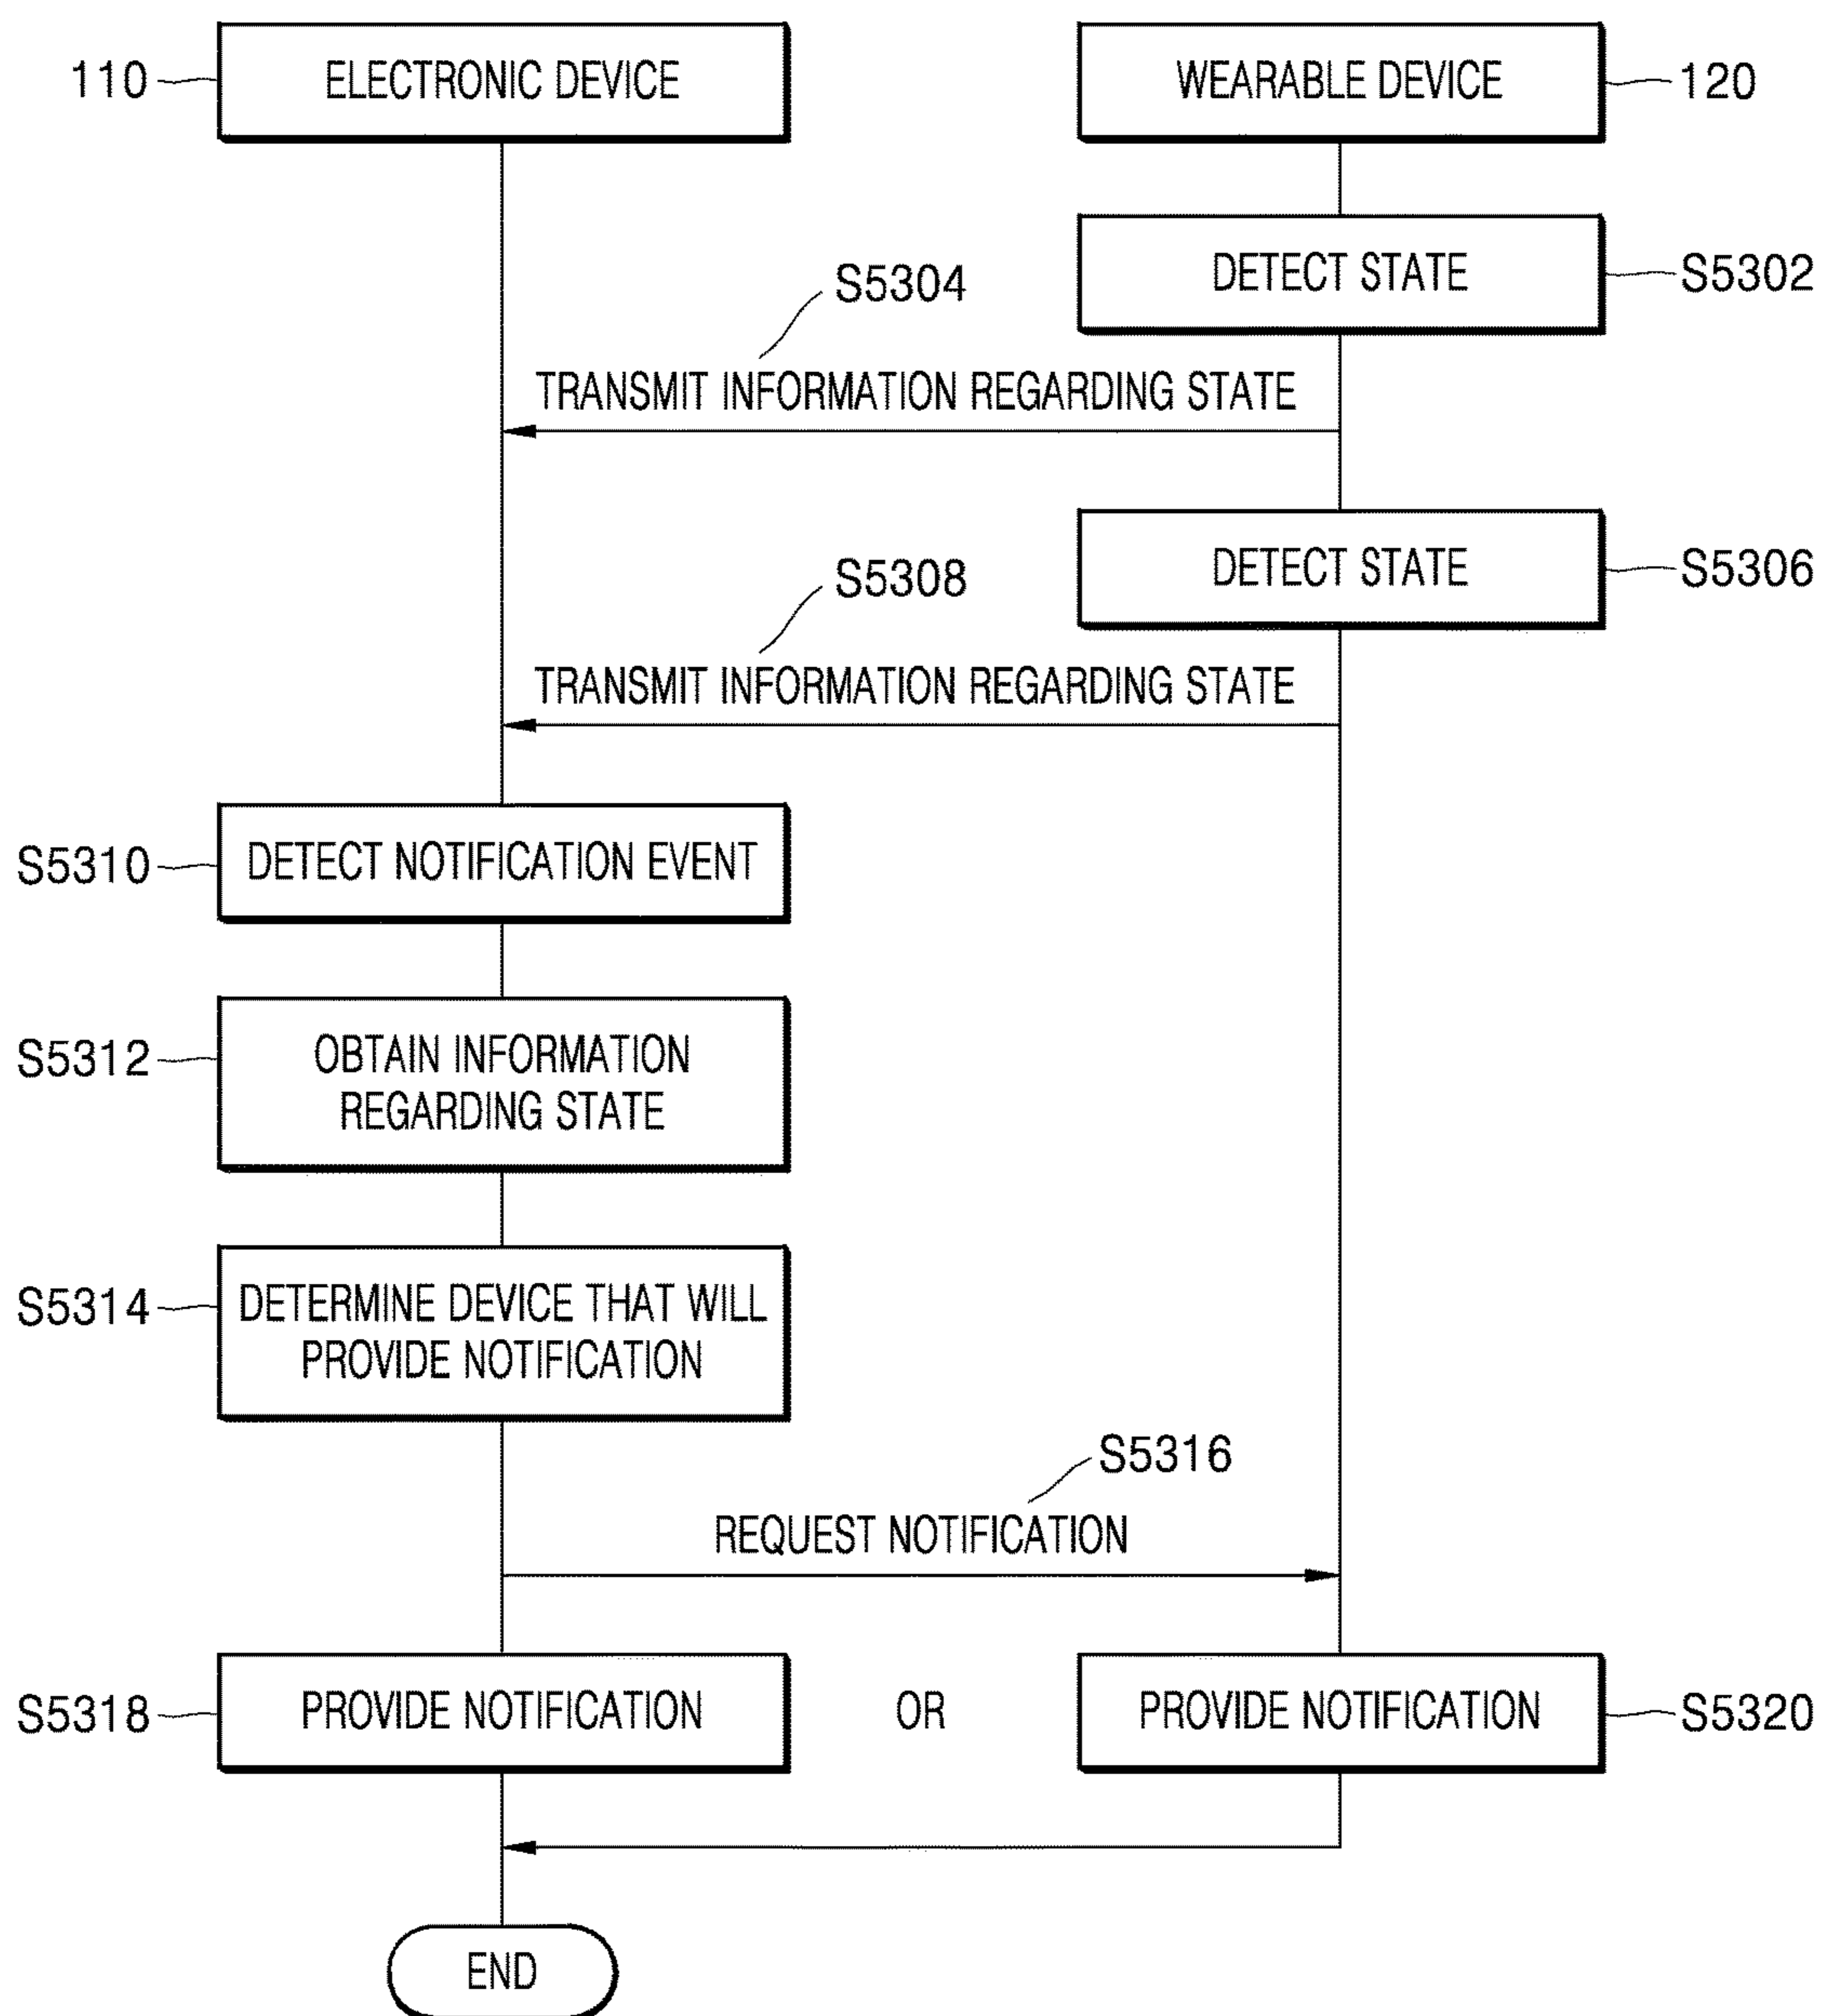 110
ELECTRONIC DEVICE
WEARABLE DEVICE
120
DETECT STATE
S5302
S5304
TRANSMIT INFORMATION REGARDING STATE
DETECT STATE
S5306
S5308
TRANSMIT INFORMATION REGARDING STATE
S5310
DETECT NOTIFICATION EVENT
S5312
OBTAIN INFORMATION
REGARDING STATE
S5314
DETERMINE DEVICE THAT WILL
PROVIDE NOTIFICATION
S5316
REQUEST NOTIFICATION
S5318
PROVIDE NOTIFICATION
OR
PROVIDE NOTIFICATION
S5320
END